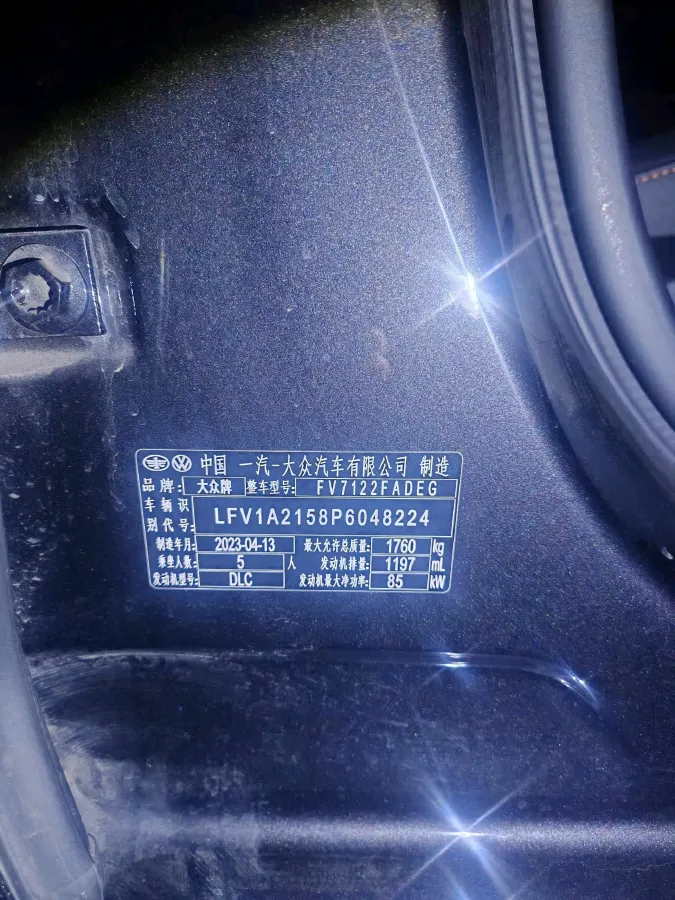 中国 一汽-大众汽车有限公司 制造
品牌: 大众牌 整车型号: FV7122FADEG
车辆识别代号: LFV1A2158P6048224
制造年月: 2023-04-13 最大允许总质量: 1760 kg
乘坐人数: 5 人 发动机排量: 1197 mL
发动机型号: DLC 发动机最大净功率: 85 kW